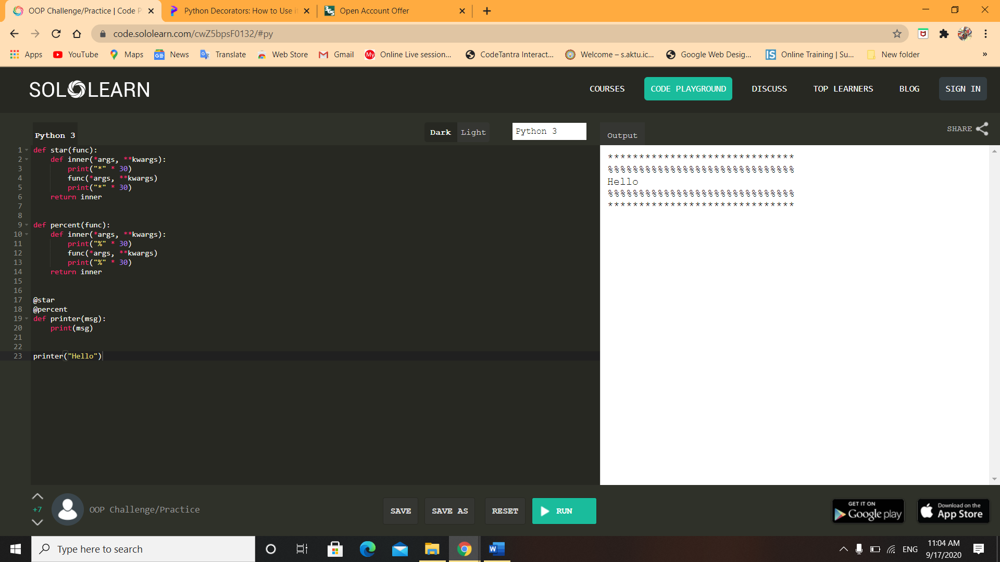 OOP Challenge/Practice | Code P
Python Decorators: How to Use it
Open Account Offer
code.sololearn.com/cwZ5bpsF0132/#py
Apps YouTube Maps News Translate Web Store Gmail Online Live session... CodeTantra Interact... Welcome – s.aktu.ic... Google Web Desig... Online Training | Su... New folder »
SOLOLEARN
COURSES CODE PLAYGROUND DISCUSS TOP LEARNERS BLOG SIGN IN
Python 3 Dark Light Python 3
Output SHARE
1 def star(func):
2     def inner(*args, **kwargs):
3         print("*" * 30)
4         func(*args, **kwargs)
5         print("*" * 30)
6     return inner
7
8
9 def percent(func):
10     def inner(*args, **kwargs):
11         print("%" * 30)
12         func(*args, **kwargs)
13         print("%" * 30)
14     return inner
15
16
17 @star
18 @percent
19 def printer(msg):
20     print(msg)
21
22
23 printer("Hello")
******************************
%%%%%%%%%%%%%%%%%%%%%%%%%%%%%%
Hello
%%%%%%%%%%%%%%%%%%%%%%%%%%%%%%
******************************
+7 OOP Challenge/Practice
SAVE SAVE AS RESET RUN
GET IT ON
Google play
Download on the
App Store
Type here to search
ENG
11:04 AM
9/17/2020